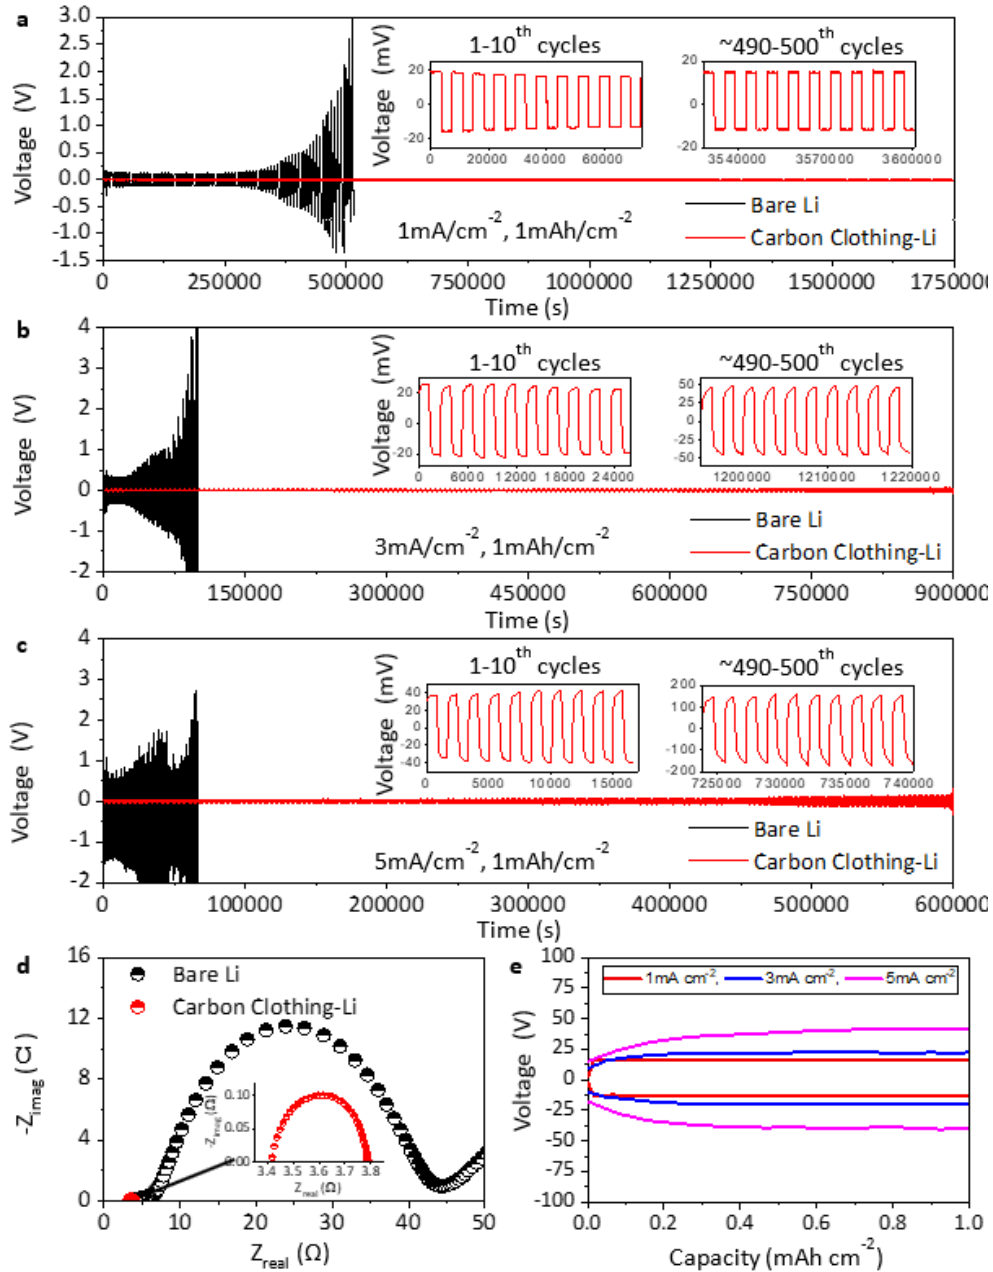 a
Voltage (V)
3.0
2.5
2.0
1.5
1.0
0.5
0.0
-0.5
-1.0
-1.5
1-10th cycles
~490-500th cycles
Voltage (mV)
20
0
-20
0 20000 40000 60000
20
0
-20
3540000 3570000 3600000
Bare Li
Carbon Clothing-Li
1mA/cm-2, 1mAh/cm-2
0 250000 500000 750000 1000000 1250000 1500000 1750000
Time (s)
b
Voltage (V)
4
3
2
1
0
-1
-2
1-10th cycles
~490-500th cycles
Voltage (mV)
20
0
-20
0 6000 12000 18000 24000
50
25
0
-25
-50
1200000 1210000 1220000
Bare Li
Carbon Clothing-Li
3mA/cm-2, 1mAh/cm-2
0 150000 300000 450000 600000 750000 900000
Time (s)
c
Voltage (V)
4
3
2
1
0
-1
-2
1-10th cycles
~490-500th cycles
Voltage (mV)
40
20
0
-20
-40
0 5000 10000 15000
200
100
0
-100
-200
725000 730000 735000 740000
Bare Li
Carbon Clothing-Li
5mA/cm-2, 1mAh/cm-2
0 100000 200000 300000 400000 500000 600000
Time (s)
d
Bare Li
Carbon Clothing-Li
-Zimag (Ω)
16
12
8
4
0
-Zimag (Ω)
0.10
0.05
0.00
3.4 3.5 3.6 3.7 3.8
Zreal (Ω)
0 10 20 30 40 50
Zreal (Ω)
e
1mA cm-2, 3mA cm-2, 5mA cm-2
Voltage (V)
100
75
50
25
0
-25
-50
-75
-100
0.0 0.2 0.4 0.6 0.8 1.0
Capacity (mAh cm-2)